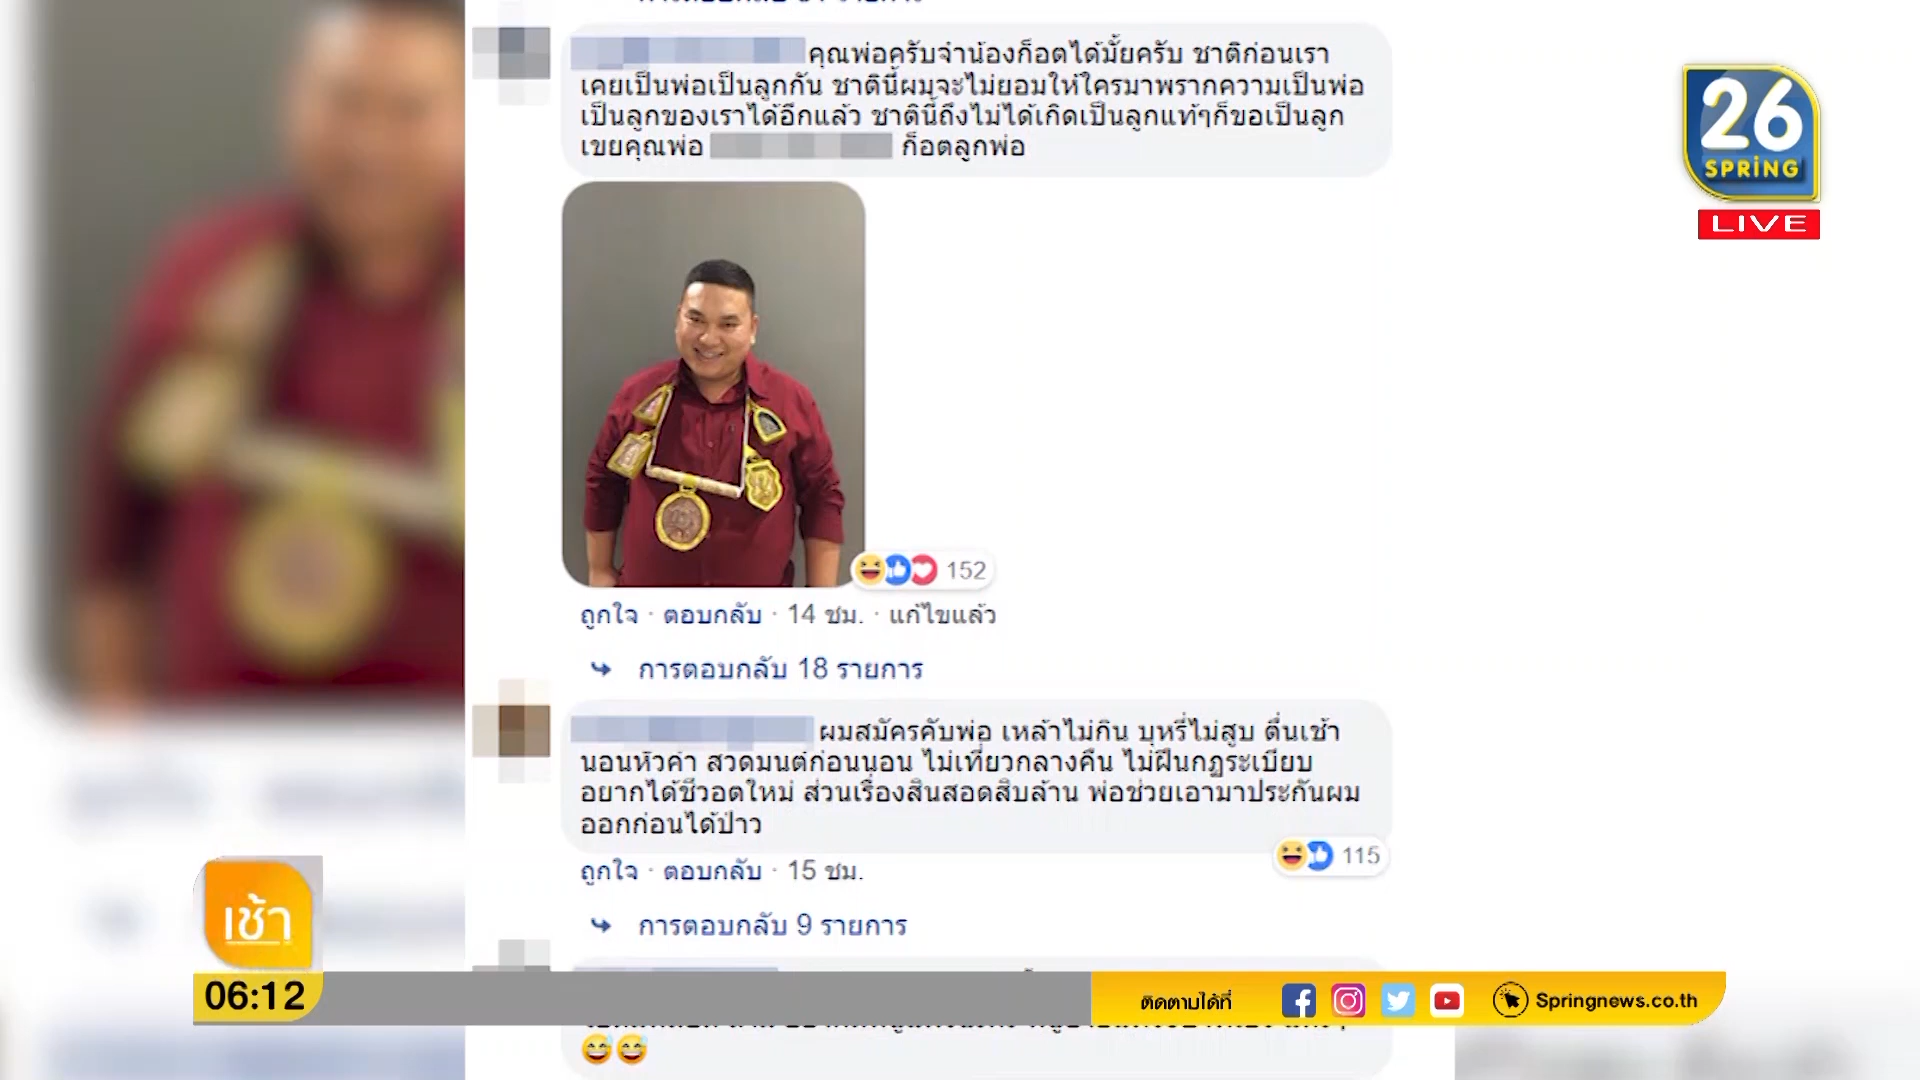 คุณพ่อครับจำน้องก็อตได้มั้ยครับ ชาติก่อนเรา
เคยเป็นพ่อเป็นลูกกัน ชาตินี้ผมจะไม่ยอมให้ใครมาพรากความเป็นพ่อ
เป็นลูกของเราได้อีกแล้ว ชาตินี้ถึงไม่ได้เกิดเป็นลูกแท้ๆก็ขอเป็นลูก
เขยคุณพ่อ ก็อตลูกพ่อ
26
SPRING
LIVE
152
ถูกใจ · ตอบกลับ · 14 ชม. · แก้ไขแล้ว
การตอบกลับ 18 รายการ
ผมสมัครคับพ่อ เหล้าไม่กิน บุหรี่ไม่สูบ ตื่นเช้า
นอนหัวค่ำ สวดมนต์ก่อนนอน ไม่เที่ยวกลางคืน ไม่ฝืนกฎระเบียบ
อยากได้ชีวอตใหม่ ส่วนเรื่องสินสอดสิบล้าน พ่อช่วยเอามาประกันผม
ออกก่อนได้ป่าว
115
ถูกใจ · ตอบกลับ · 15 ชม.
การตอบกลับ 9 รายการ
เช้า
06:12
ติดตามได้ที่
Springnews.co.th